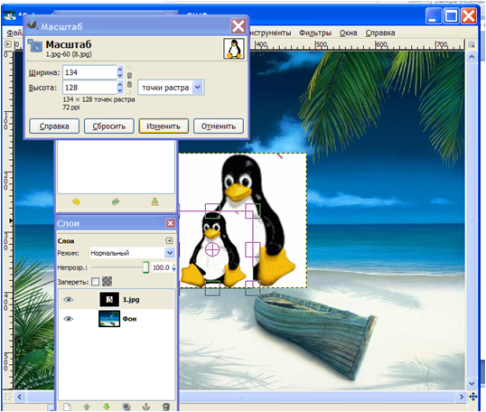 Масштаб
Масштаб
1.jpg-60 (8.jpg)
Ширина: 134
Высота: 128
точки растра
134 × 128 точек растра
72 ppi
Справка
Сбросить
Изменить
Отменить
нструменты Фильтры Окна Справка
400,
Слои
Слои
Режим: Нормальный
Непрозр.: 100.0
Запереть:
1.jpg
Фон